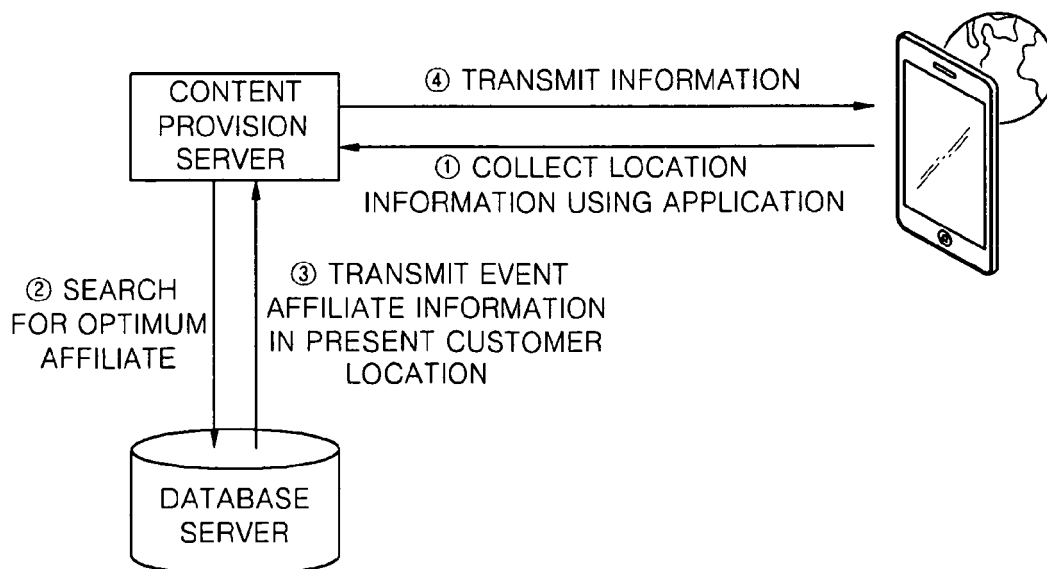 CONTENT
PROVISION
SERVER
④ TRANSMIT INFORMATION
① COLLECT LOCATION
INFORMATION USING APPLICATION
② SEARCH
FOR OPTIMUM
AFFILIATE
③ TRANSMIT EVENT
AFFILIATE INFORMATION
IN PRESENT CUSTOMER
LOCATION
DATABASE
SERVER